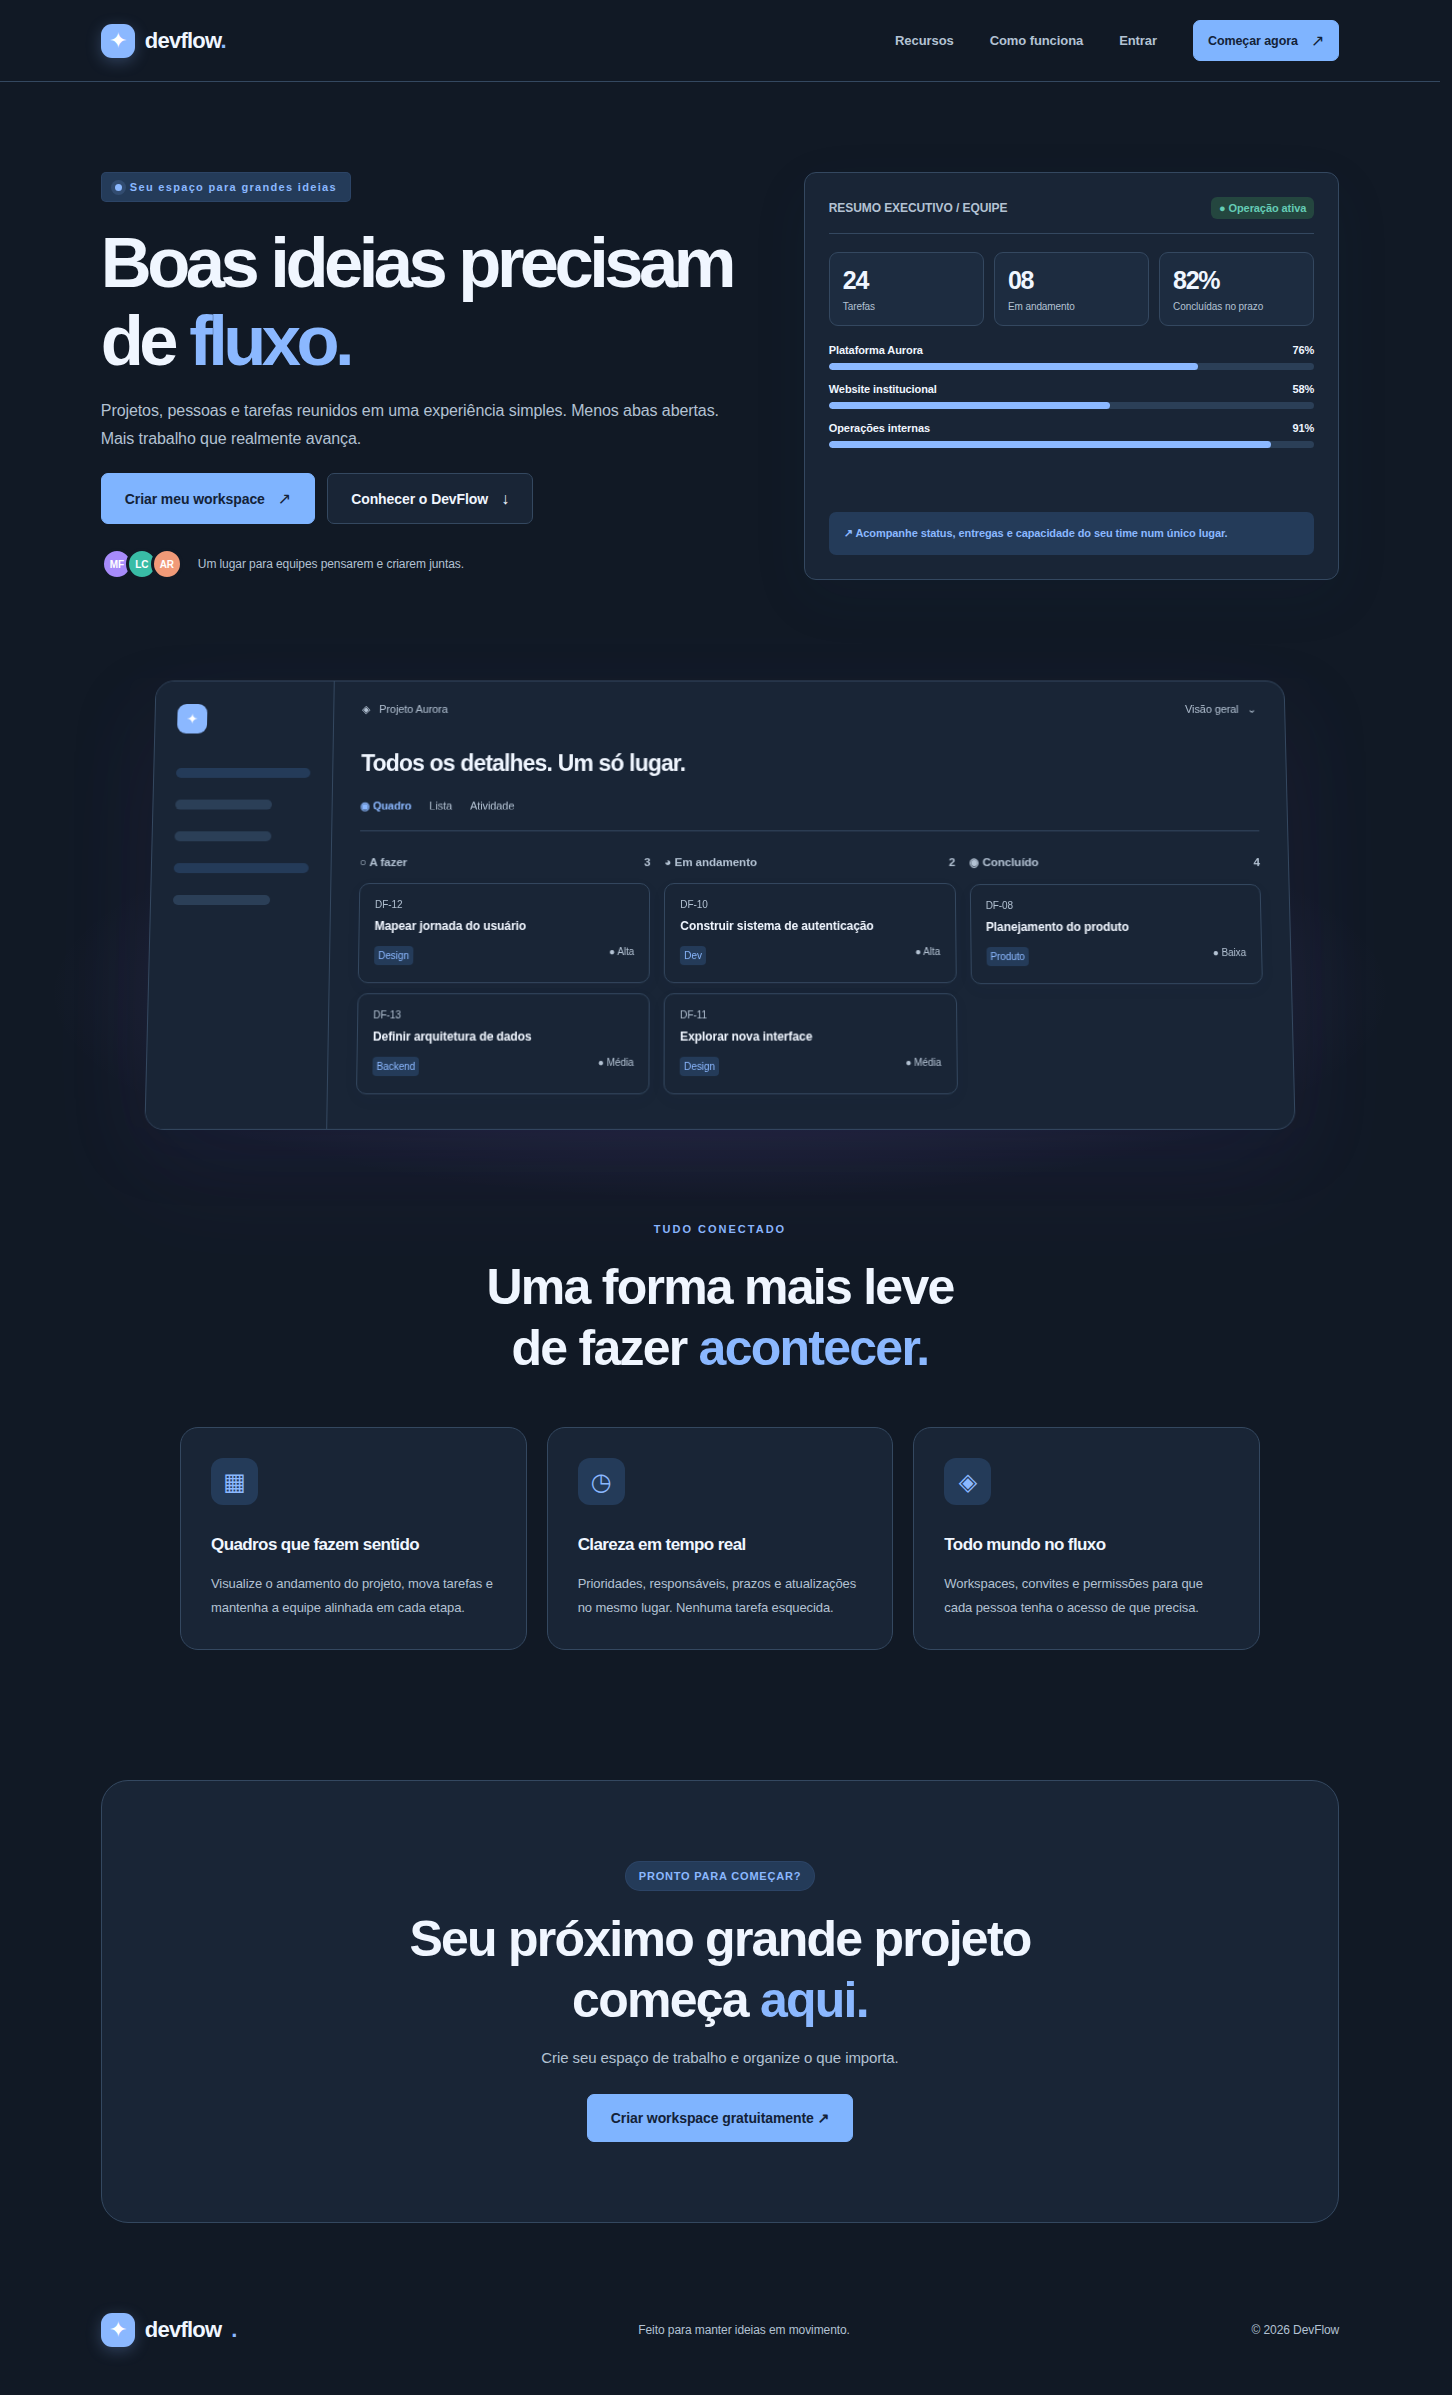 devflow.
Recursos
Como funciona
Entrar
Começar agora ↗
Seu espaço para grandes ideias
Boas ideias precisam
de fluxo.
Projetos, pessoas e tarefas reunidos em uma experiência simples. Menos abas abertas.
Mais trabalho que realmente avança.
Criar meu workspace ↗
Conhecer o DevFlow ↓
MF LC AR
Um lugar para equipes pensarem e criarem juntas.
RESUMO EXECUTIVO / EQUIPE
● Operação ativa
24
Tarefas
08
Em andamento
82%
Concluídas no prazo
Plataforma Aurora 76%
Website institucional 58%
Operações internas 91%
↗ Acompanhe status, entregas e capacidade do seu time num único lugar.
◈ Projeto Aurora
Visão geral ⌄
Todos os detalhes. Um só lugar.
◉ Quadro Lista Atividade
○ A fazer 3
◕ Em andamento 2
◉ Concluído 4
DF-12
Mapear jornada do usuário
Design ● Alta
DF-10
Construir sistema de autenticação
Dev ● Alta
DF-08
Planejamento do produto
Produto ● Baixa
DF-13
Definir arquitetura de dados
Backend ● Média
DF-11
Explorar nova interface
Design ● Média
TUDO CONECTADO
Uma forma mais leve
de fazer acontecer.
Quadros que fazem sentido
Visualize o andamento do projeto, mova tarefas e
mantenha a equipe alinhada em cada etapa.
Clareza em tempo real
Prioridades, responsáveis, prazos e atualizações
no mesmo lugar. Nenhuma tarefa esquecida.
Todo mundo no fluxo
Workspaces, convites e permissões para que
cada pessoa tenha o acesso de que precisa.
PRONTO PARA COMEÇAR?
Seu próximo grande projeto
começa aqui.
Crie seu espaço de trabalho e organize o que importa.
Criar workspace gratuitamente ↗
devflow .
Feito para manter ideias em movimento.
© 2026 DevFlow